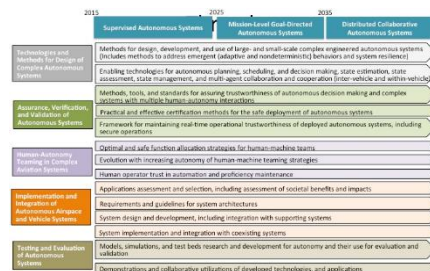 2015
2025
2035
Supervised Autonomous Systems
Mission-Level Goal-Directed
Autonomous Systems
Distributed Collaborative
Autonomous Systems
Technologies and
Methods for Design of
Complex Autonomous
Systems
Methods for design, development, and use of large- and small-scale complex engineered autonomous systems
(Includes methods to address emergent (adaptive and nondeterministic) behaviors and system resilience)
Enabling technologies for autonomous planning, scheduling, and decision making, state estimation, state
assessment, state management, and multi-agent collaboration and cooperation (inter-vehicle and within-vehicle)
Assurance, Verification,
and Validation of
Autonomous Systems
Methods, tools, and standards for assuring trustworthiness of autonomous decision making and complex
systems with multiple human-autonomy interactions
Practical and effective certification methods for the safe deployment of autonomous systems
Framework for maintaining real-time operational trustworthiness of deployed autonomous systems, including
secure operations
Human-Autonomy
Teaming in Complex
Aviation Systems
Optimal and safe function allocation strategies for human-machine teams
Evolution with increasing autonomy of human-machine teaming strategies
Human operator trust in automation and proficiency maintenance
Implementation and
Integration of
Autonomous Airspace
and Vehicle Systems
Applications assessment and selection, including assessment of societal benefits and impacts
Requirements and guidelines for system architectures
System design and development, including integration with supporting systems
System implementation and integration with coexisting systems
Testing and Evaluation
of Autonomous
Systems
Models, simulations, and test beds research and development for autonomy and their use for evaluation and
validation
Demonstrations and collaborative utilizations of developed technologies, and applications